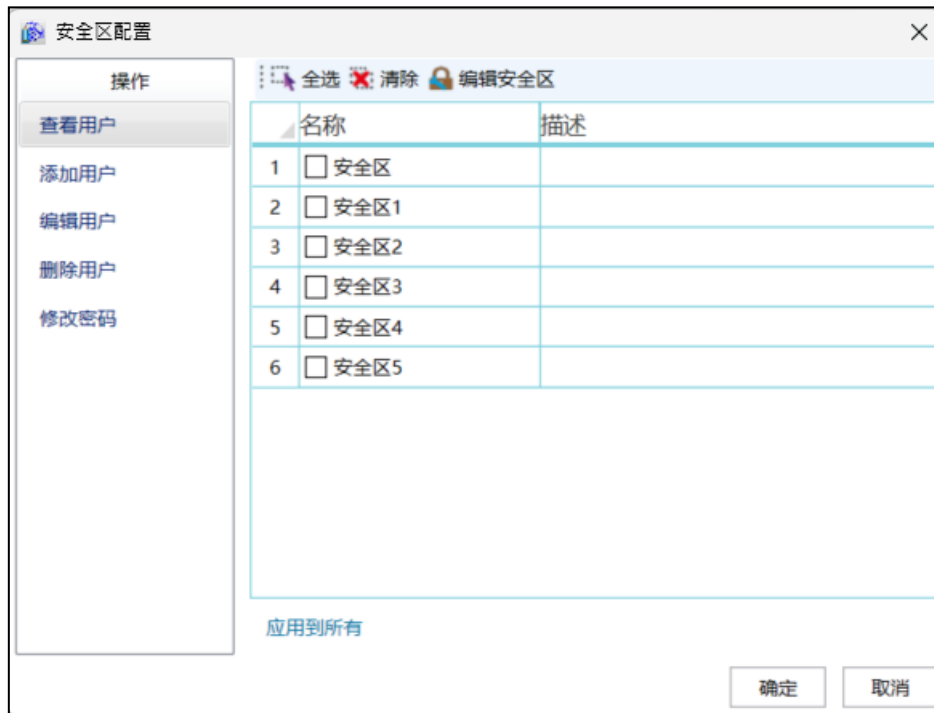 安全区配置
操作
查看用户
添加用户
编辑用户
删除用户
修改密码
全选 清除 编辑安全区
名称 描述
1 安全区
2 安全区1
3 安全区2
4 安全区3
5 安全区4
6 安全区5
应用到所有
确定 取消